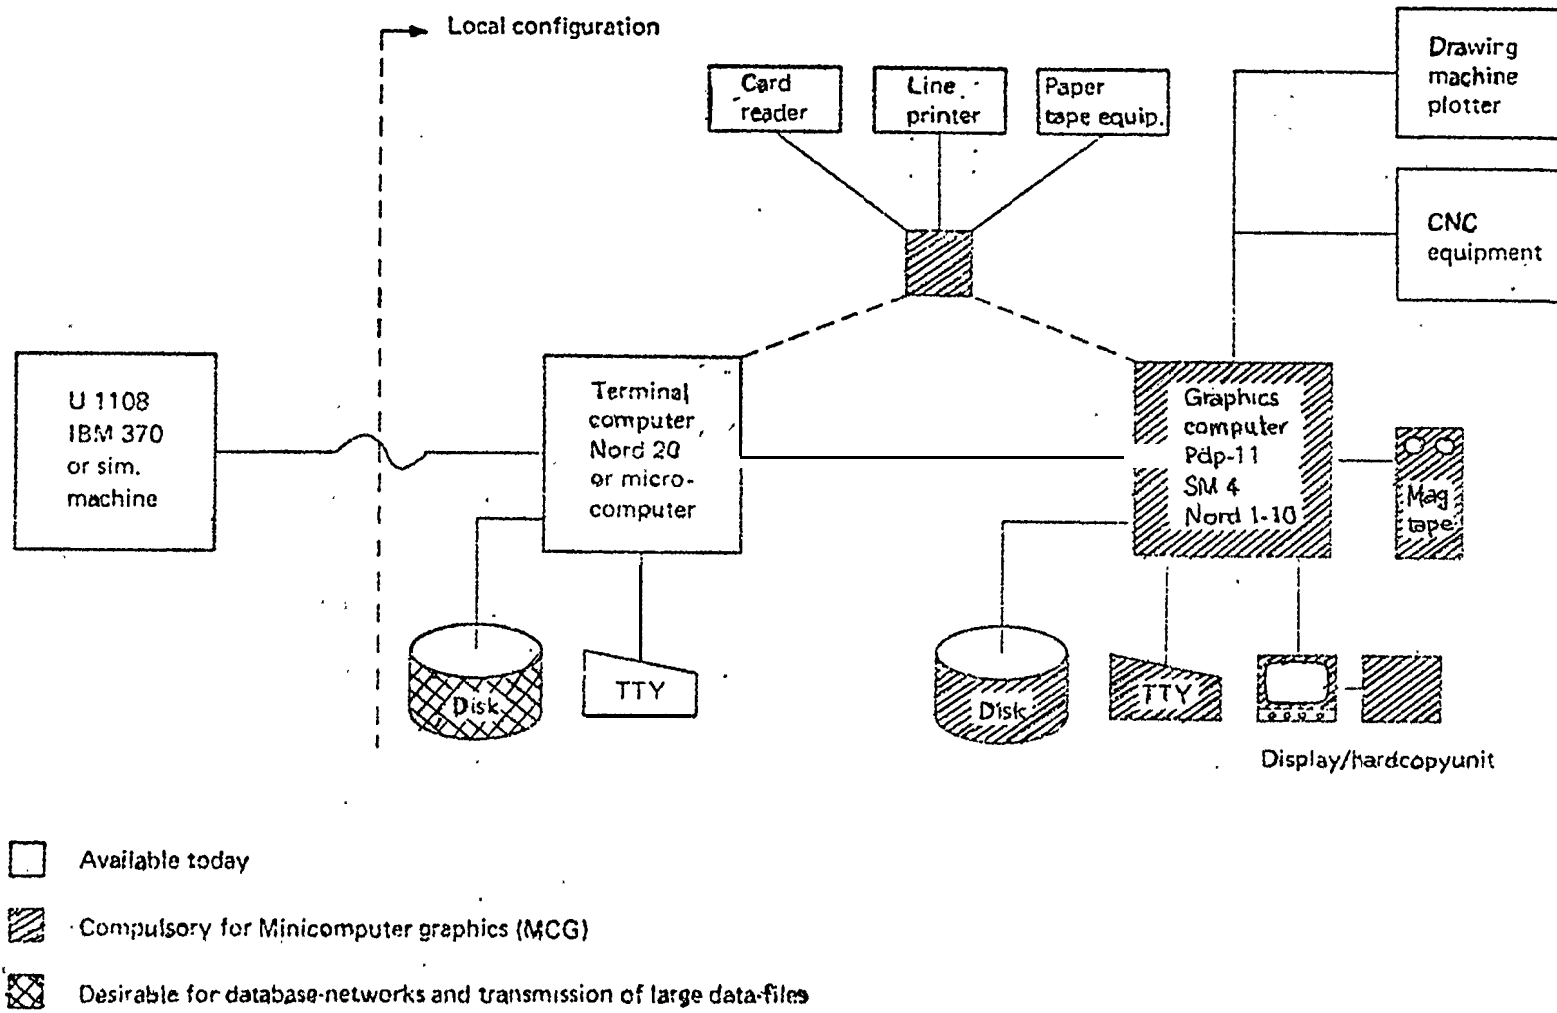 Local configuration
Card
reader
Line
printer
Paper
tape equip.
Drawing
machine
plotter
CNC
equipment
U 1108
IBM 370
or sim.
machine
Terminal
computer
Nord 20
or micro-
computer
Graphics
computer
Pdp-11
SM 4
Nord 1-10
Mag
tape
Disk
TTY
Disk
TTY
Display/hardcopyunit
Available today
Compulsory for Minicomputer graphics (MCG)
Desirable for database-networks and transmission of large data-files